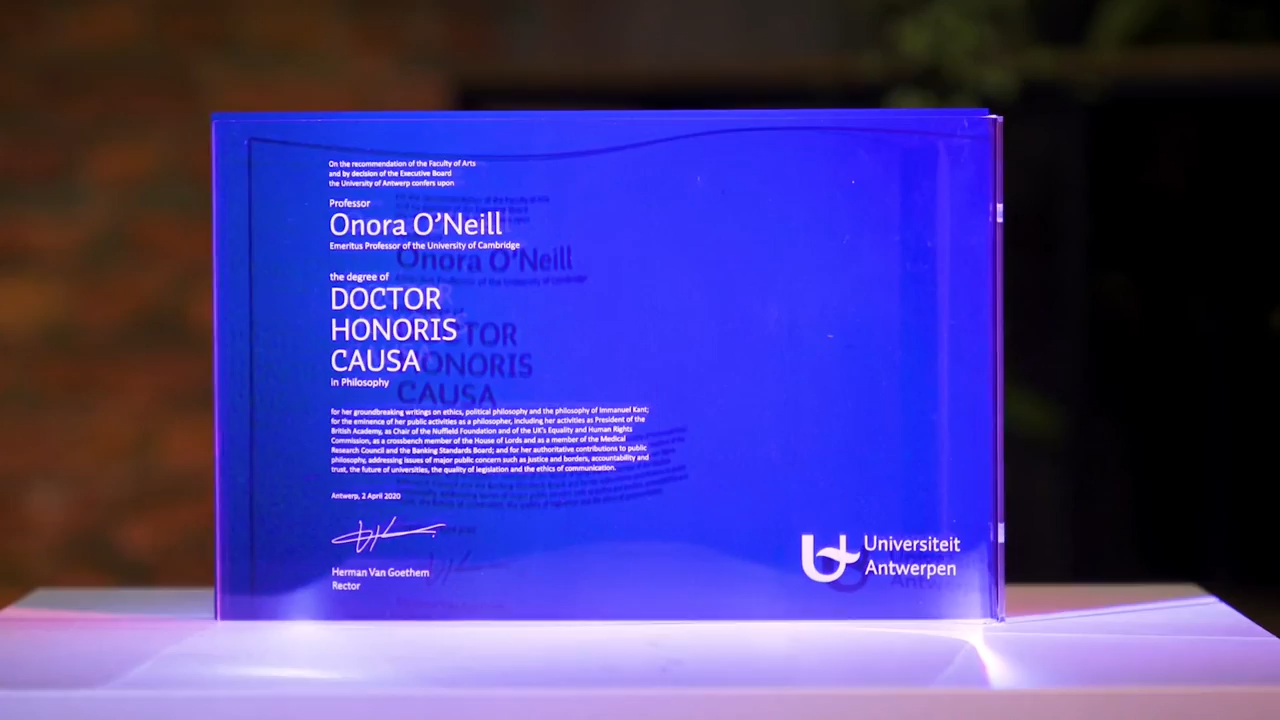 On the recommendation of the Faculty of Arts
and by decision of the Executive Board
the University of Antwerp confers upon
Professor
Onora O’Neill
Emeritus Professor of the University of Cambridge
the degree of
DOCTOR
HONORIS
CAUSA
in Philosophy
for her groundbreaking writings on ethics, political philosophy and the philosophy of Immanuel Kant;
for the eminence of her public activities as a philosopher, including her activities as President of the
British Academy, as Chair of the Nuffield Foundation and of the UK’s Equality and Human Rights
Commission, as a crossbench member of the House of Lords and as a member of the Medical
Research Council and the Banking Standards Board; and for her authoritative contributions to public
philosophy, addressing issues of major public concern such as justice and borders, accountability and
trust, the future of universities, the quality of legislation and the ethics of communication.
Antwerp, 2 April 2020
Herman Van Goethem
Rector
Universiteit
Antwerpen